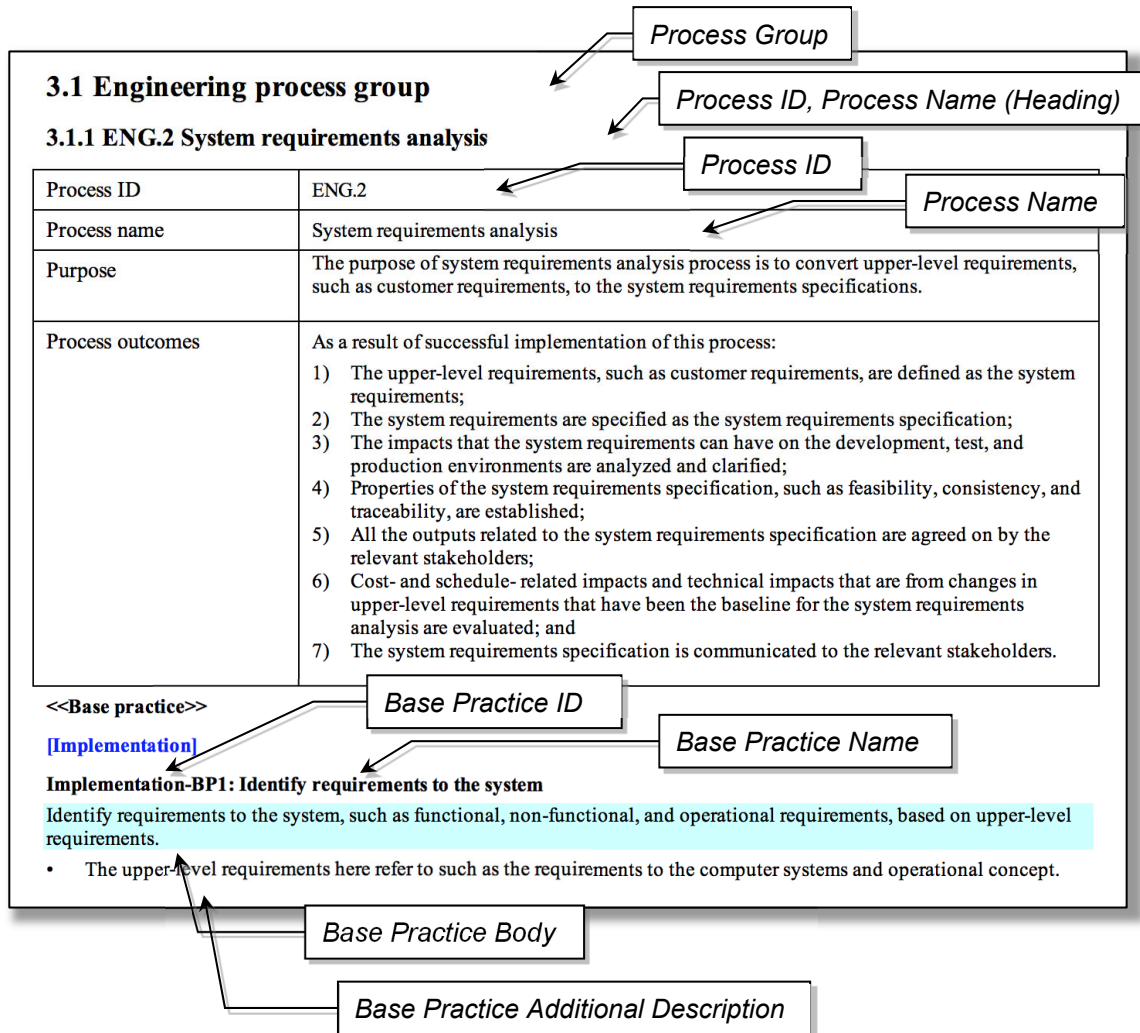 Process Group
3.1 Engineering process group
Process ID, Process Name (Heading)
3.1.1 ENG.2 System requirements analysis
Process ID
Process ID
ENG.2
Process Name
Process name
System requirements analysis
Purpose
The purpose of system requirements analysis process is to convert upper-level requirements,
such as customer requirements, to the system requirements specifications.
Process outcomes
As a result of successful implementation of this process:
1) The upper-level requirements, such as customer requirements, are defined as the system
requirements;
2) The system requirements are specified as the system requirements specification;
3) The impacts that the system requirements can have on the development, test, and
production environments are analyzed and clarified;
4) Properties of the system requirements specification, such as feasibility, consistency, and
traceability, are established;
5) All the outputs related to the system requirements specification are agreed on by the
relevant stakeholders;
6) Cost- and schedule- related impacts and technical impacts that are from changes in
upper-level requirements that have been the baseline for the system requirements
analysis are evaluated; and
7) The system requirements specification is communicated to the relevant stakeholders.
<<Base practice>>
Base Practice ID
[Implementation]
Base Practice Name
Implementation-BP1: Identify requirements to the system
Identify requirements to the system, such as functional, non-functional, and operational requirements, based on upper-level
requirements.
• The upper-level requirements here refer to such as the requirements to the computer systems and operational concept.
Base Practice Body
Base Practice Additional Description